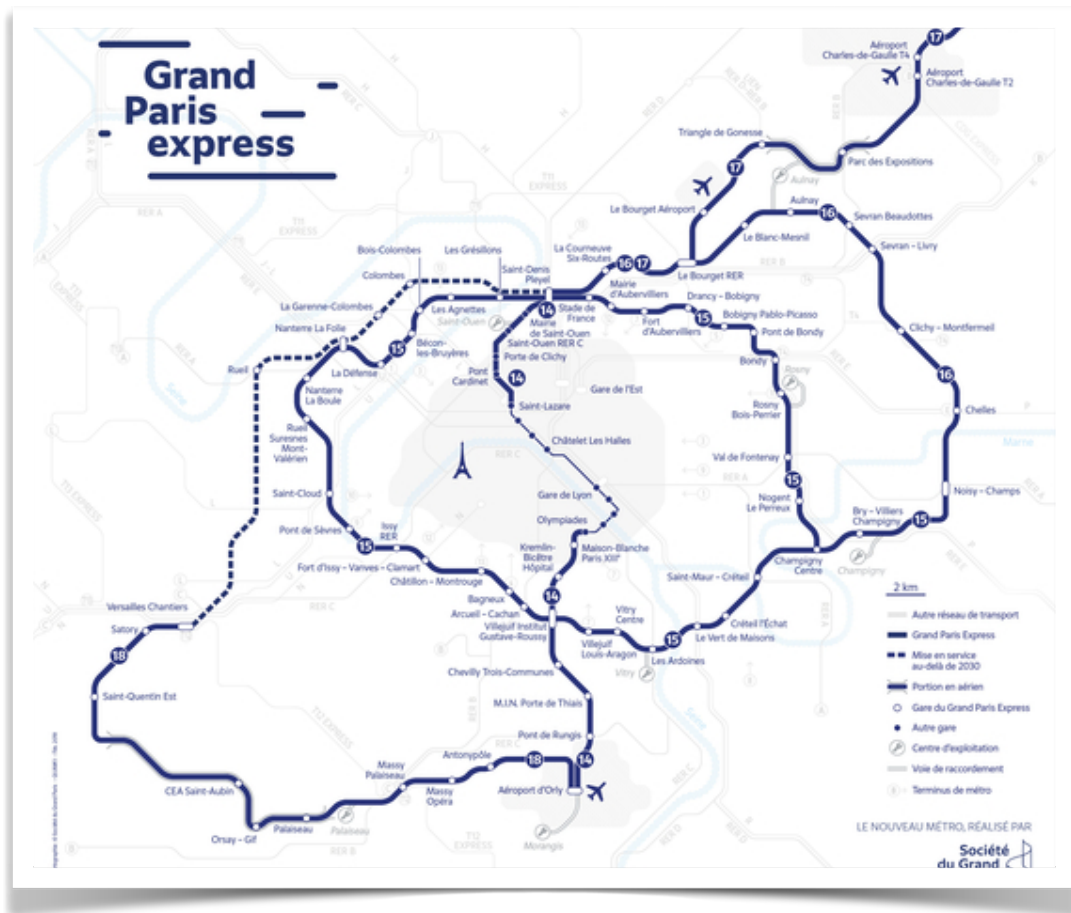 Grand
Paris
express
17
Aéroport
Charles-de-Gaulle T4
Aéroport
Charles-de-Gaulle T2
Triangle de Gonesse
Parc des Expositions
17
Aulnay
Le Bourget Aéroport
Aulnay
16
Sevran Beaudottes
Le Blanc-Mesnil
Sevran – Livry
La Courneuve
Six-Routes
16
17
Le Bourget RER
Bois-Colombes
Les Grésillons
Saint-Denis
Pleyel
Colombes
Mairie
d'Aubervilliers
Drancy – Bobigny
La Garenne-Colombes
Les Agnettes
14
Stade de
France
15
Bobigny Pablo-Picasso
Saint-Ouen
Mairie
de Saint-Ouen
Fort
d'Aubervilliers
Pont de Bondy
Clichy – Montfermeil
Nanterre La Folie
15
Bécon-
les-Bruyères
Saint-Ouen RER C
Porte de Clichy
Bondy
Rosny
Rueil
La Défense
Pont
Cardinet
14
Gare de l'Est
16
Nanterre
La Boule
Saint-Lazare
Rosny
Bois-Perrier
Chelles
Rueil
Suresnes
Mont-
Valérien
Châtelet Les Halles
Marne
Seine
Val de Fontenay
15
Saint-Cloud
Gare de Lyon
Nogent
Le Perreux
Noisy – Champs
Pont de Sèvres
Issy
RER
Olympiades
Bry – Villiers
Champigny
15
15
Fort d'Issy – Vanves – Clamart
Kremlin-
Bicêtre
Hôpital
Maison-Blanche
Paris XIIIe
Champigny
Centre
Champigny
Châtillon – Montrouge
Saint-Maur – Créteil
Bagneux
14
2 km
Versailles Chantiers
Arcueil – Cachan
Vitry
Centre
Créteil l'Échat
Autre réseau de transport
Satory
Villejuif Institut
Gustave-Roussy
15
Le Vert de Maisons
Grand Paris Express
18
Villejuif
Louis-Aragon
Les Ardoines
Mise en service
au-delà de 2030
Chevilly Trois-Communes
Vitry
Saint-Quentin Est
M.I.N. Porte de Thiais
Seine
Portion en aérien
Gare du Grand Paris Express
Pont de Rungis
Autre gare
Antonypôle
18
14
Centre d'exploitation
Massy
Palaiseau
Voie de raccordement
CEA Saint-Aubin
Massy
Opéra
Aéroport d'Orly
Terminus de métro
Orsay – Gif
Palaiseau
Palaiseau
Morangis
LE NOUVEAU MÉTRO, RÉALISÉ PAR
Société
du Grand